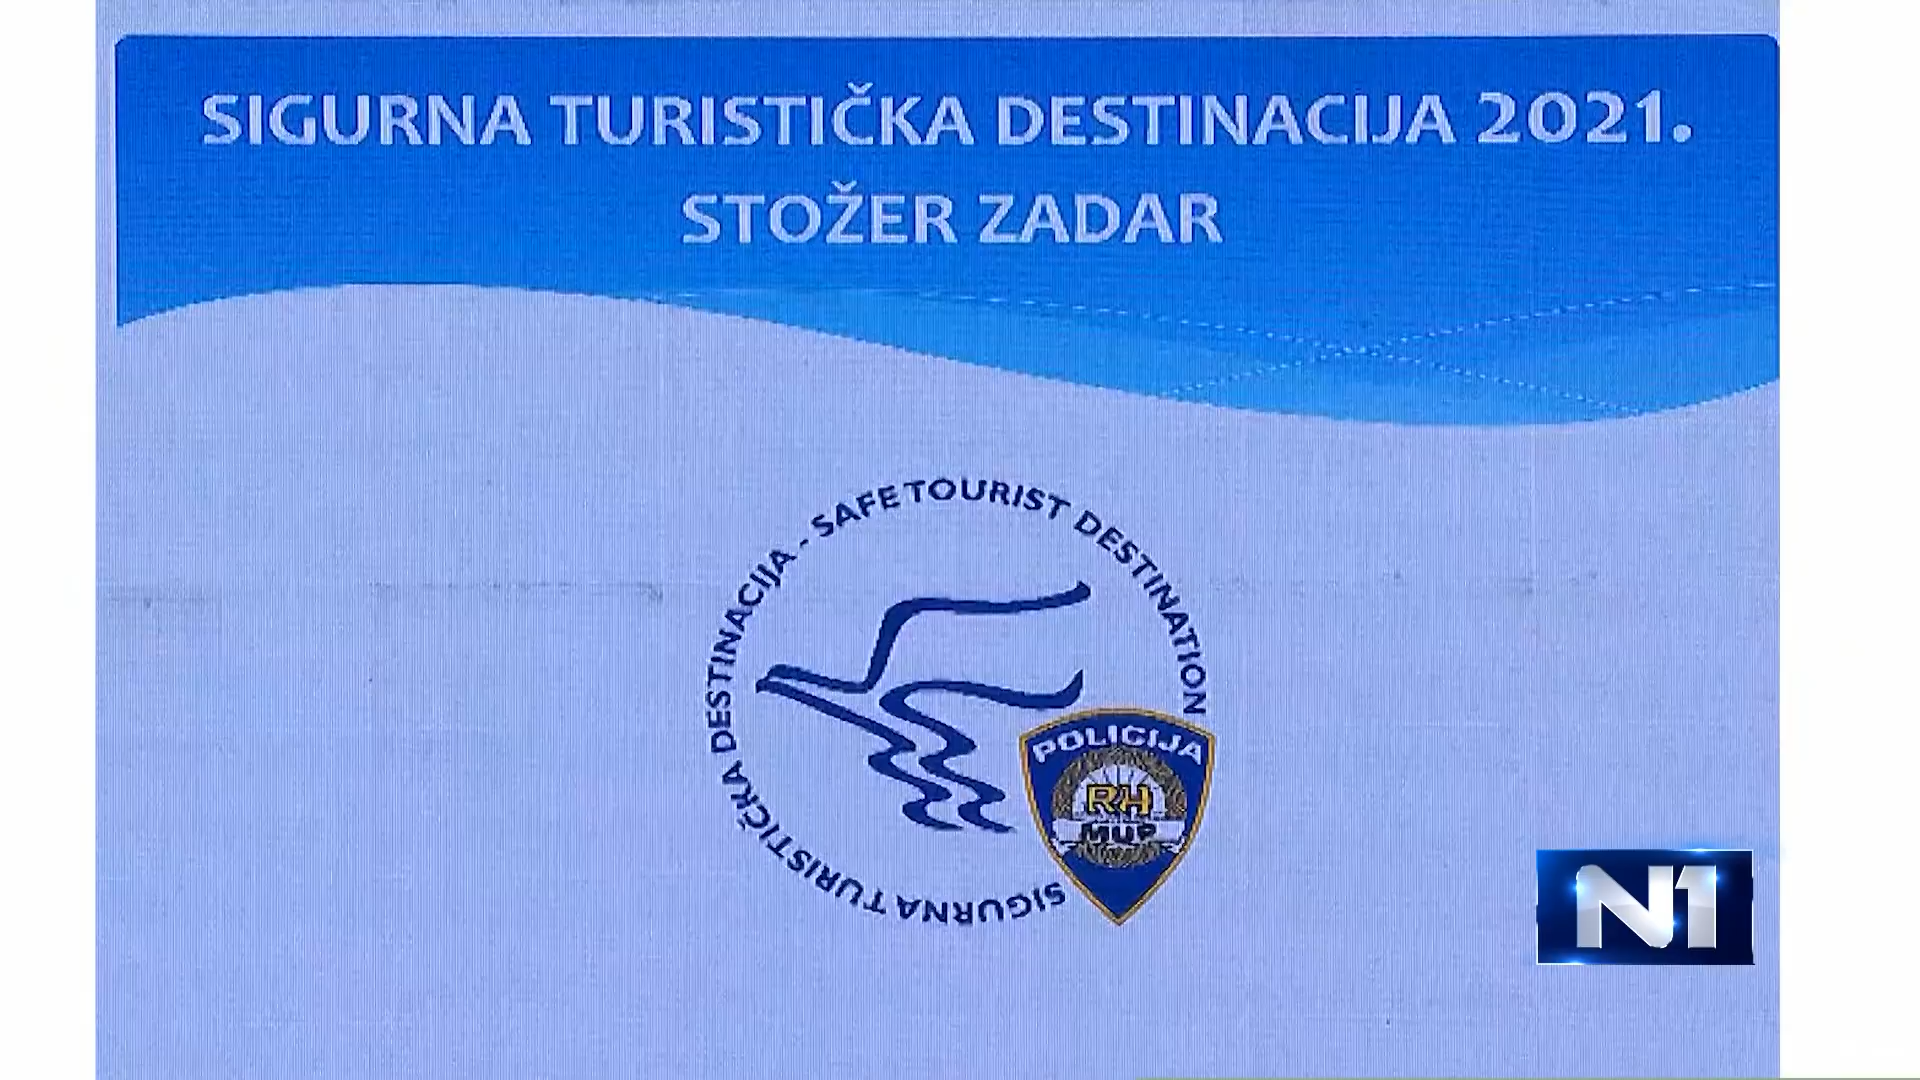 SIGURNA TURISTIČKA DESTINACIJA 2021.
STOŽER ZADAR
SIGURNA TURISTIČKA DESTINACIJA - SAFE TOURIST DESTINATION
POLICIJA
RH
MUP
N1